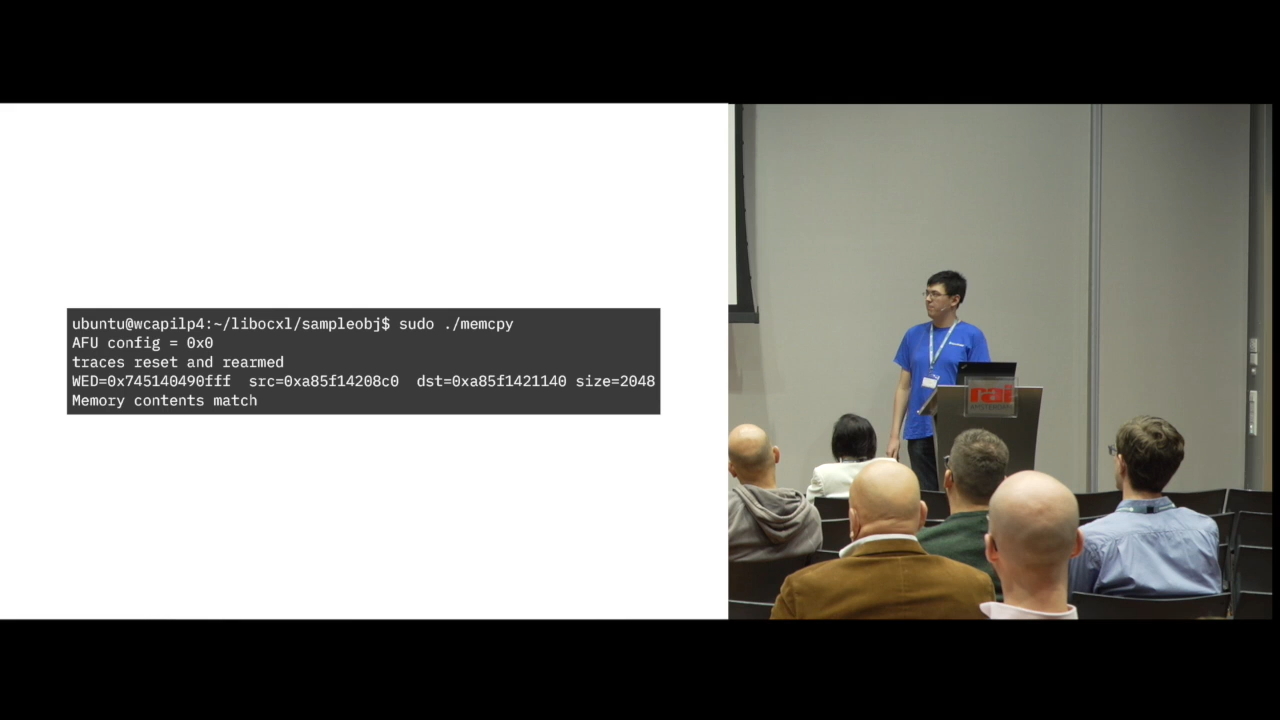 ubuntu@wcapilp4:~/libocxl/sampleobj$ sudo ./memcpy
AFU config = 0x0
traces reset and rearmed
WED=0x745140490fff  src=0xa85f14208c0  dst=0xa85f1421140 size=2048
Memory contents match
rai
AMSTERDAM